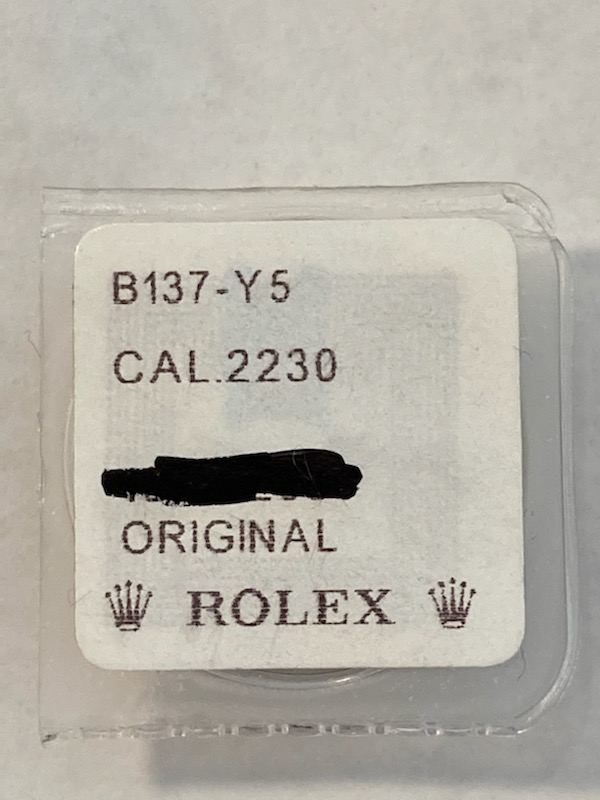 B137-Y5
CAL.2230
ORIGINAL
ROLEX